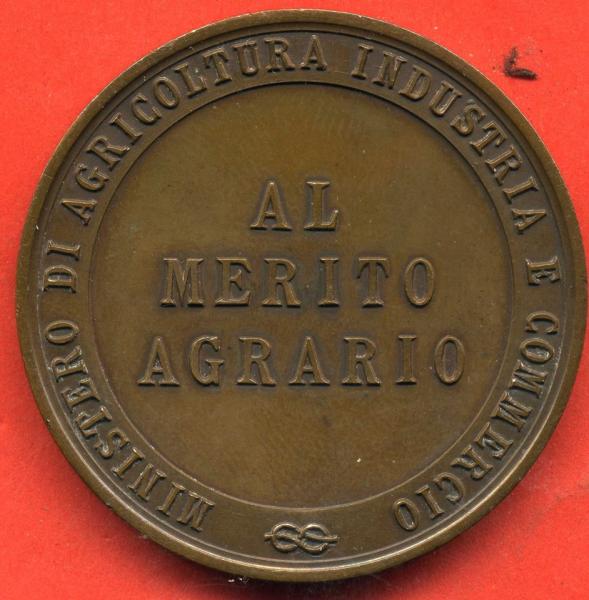 MINISTERO DI AGRICOLTURA INDUSTRIA E COMMERCIO
AL
MERITO
AGRARIO